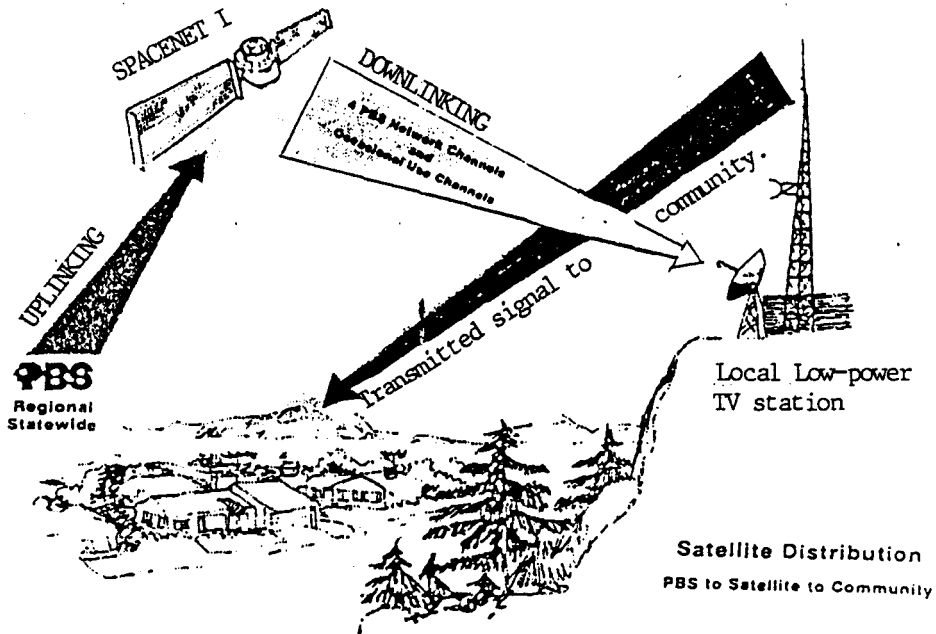 SPACENET I
DOWNLINKING
4 PBS Network Channels
and
Occasional Use Channels
UPLINKING
PBS
Regional
Statewide
Transmitted signal to community.
Local Low-power
TV station
Satellite Distribution
PBS to Satellite to Community